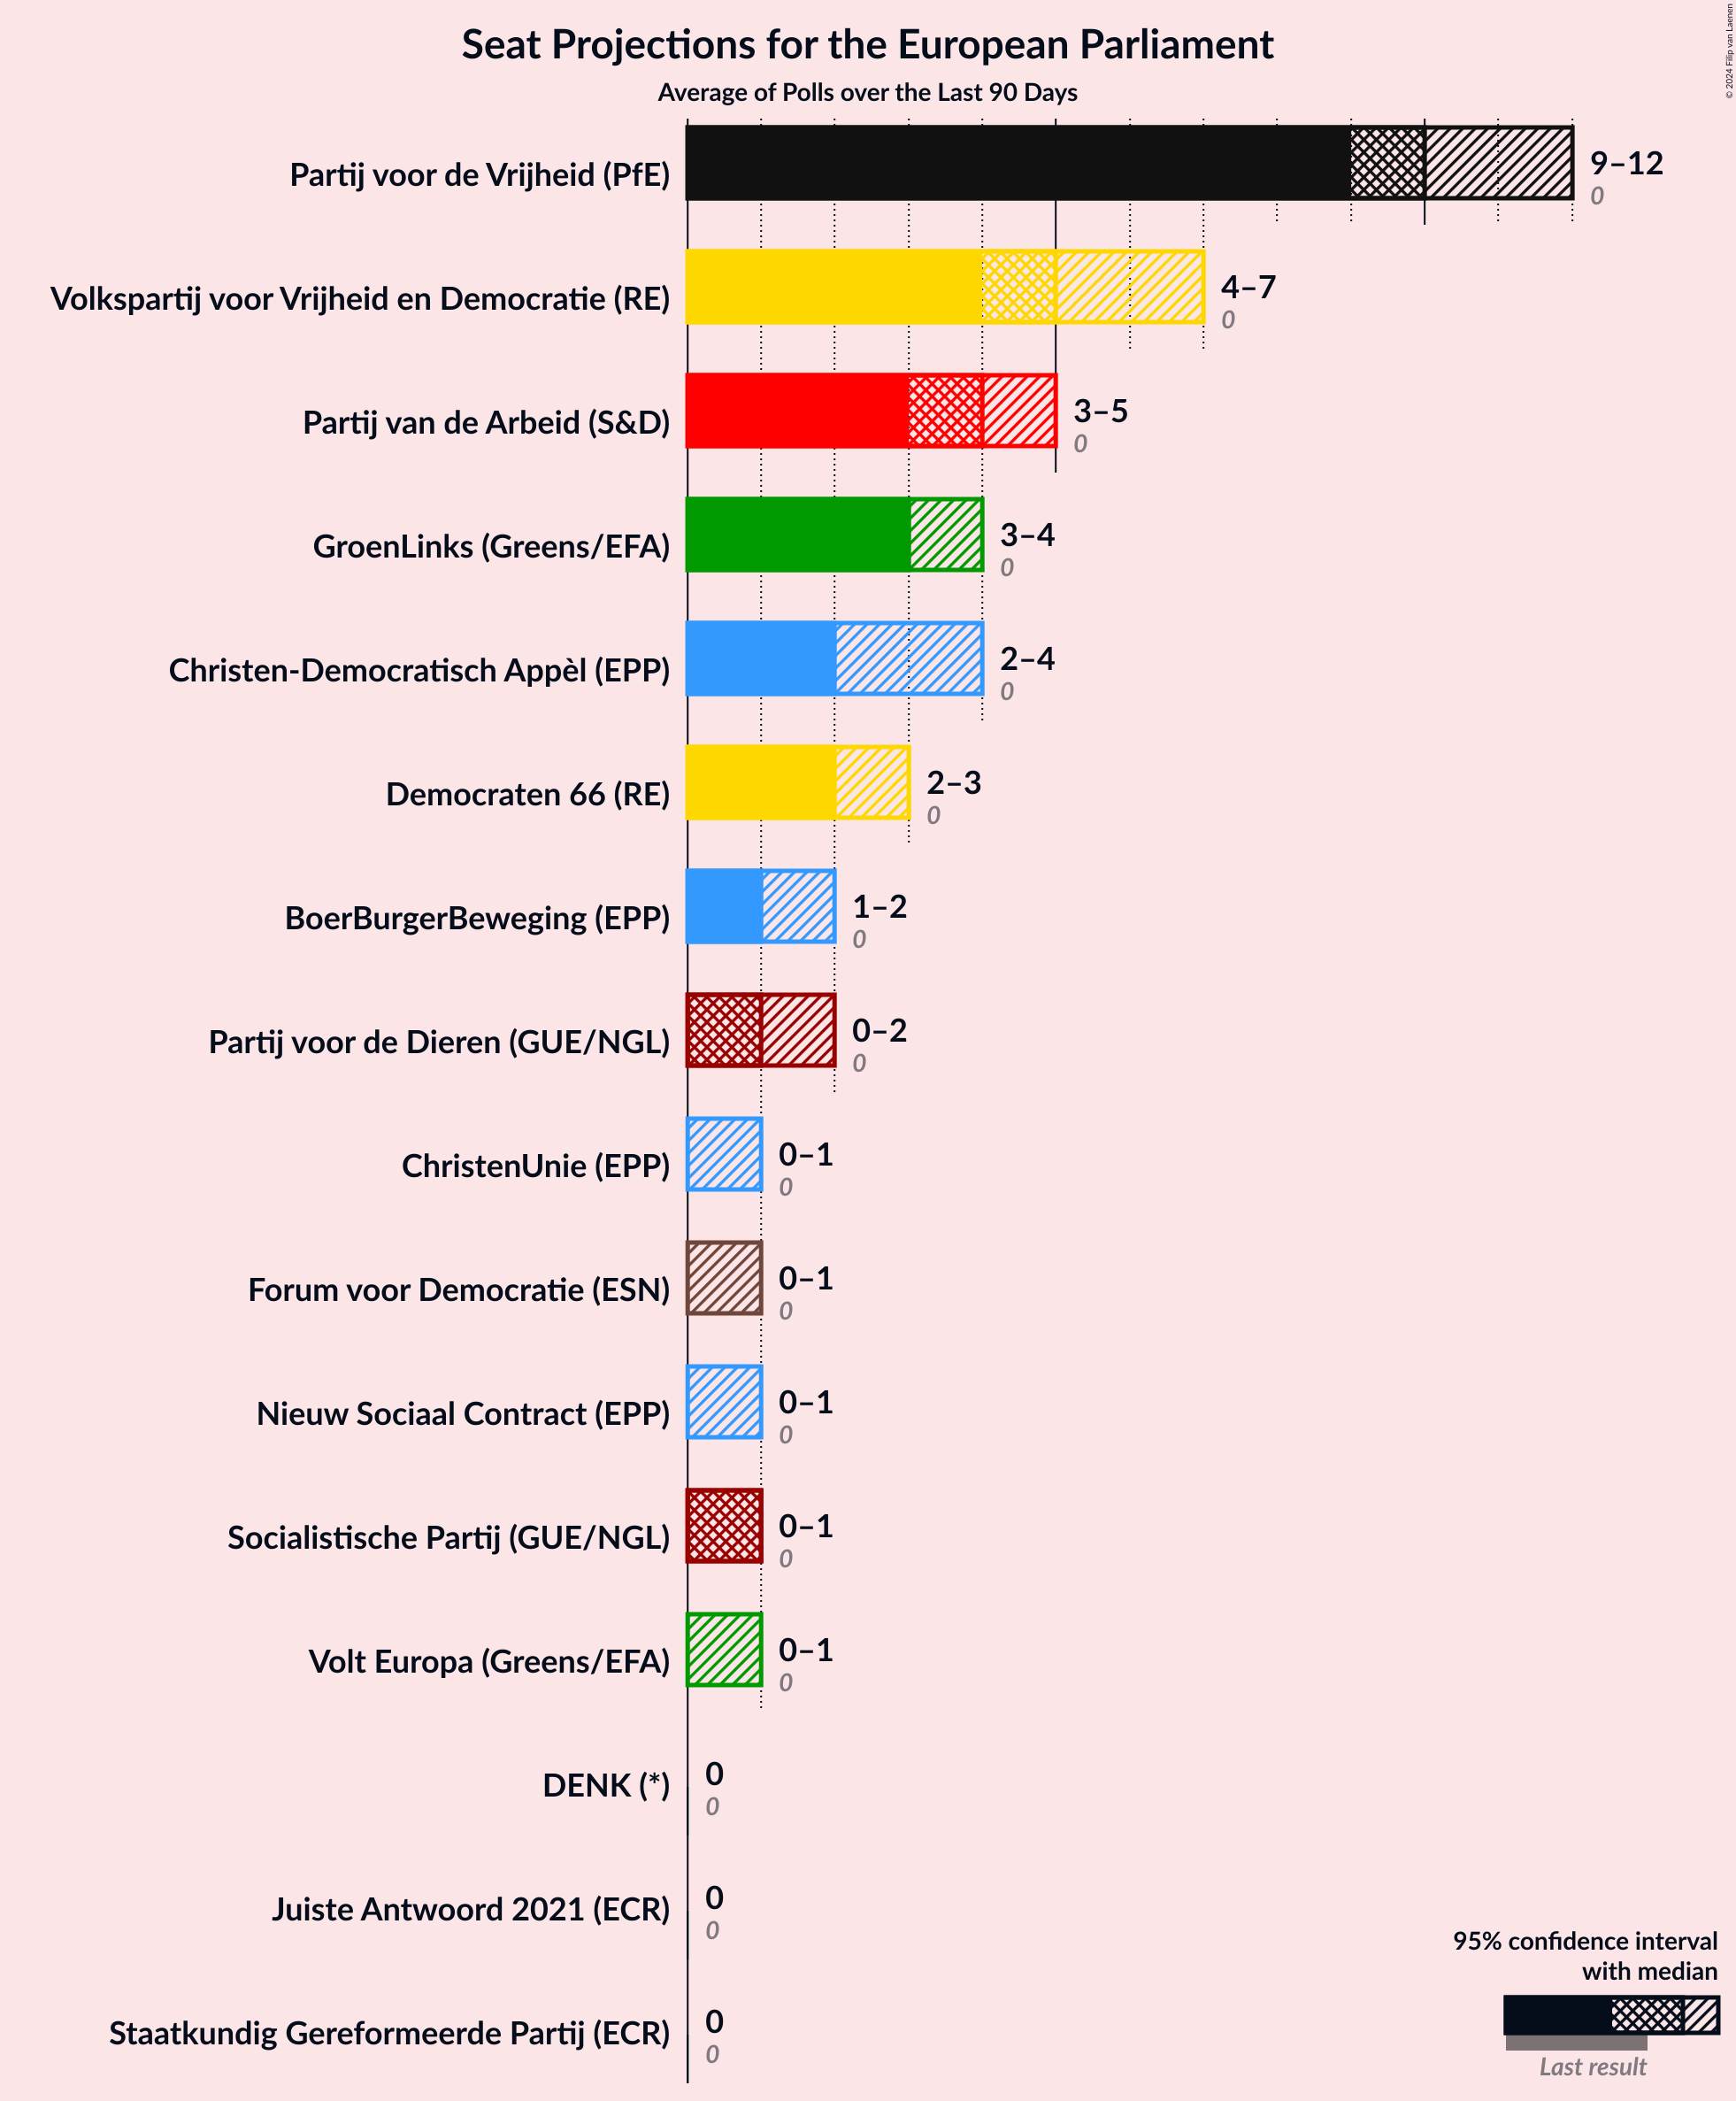 Seat Projections for the European Parliament
Average of Polls over the Last 90 Days
© 2024 Filip van Laenen
Partij voor de Vrijheid (PfE)
9–12
0
Volkspartij voor Vrijheid en Democratie (RE)
4–7
0
Partij van de Arbeid (S&D)
3–5
0
GroenLinks (Greens/EFA)
3–4
0
Christen-Democratisch Appèl (EPP)
2–4
0
Democraten 66 (RE)
2–3
0
BoerBurgerBeweging (EPP)
1–2
0
Partij voor de Dieren (GUE/NGL)
0–2
0
ChristenUnie (EPP)
0–1
0
Forum voor Democratie (ESN)
0–1
0
Nieuw Sociaal Contract (EPP)
0–1
0
Socialistische Partij (GUE/NGL)
0–1
0
Volt Europa (Greens/EFA)
0–1
0
DENK (*)
0
0
Juiste Antwoord 2021 (ECR)
0
0
Staatkundig Gereformeerde Partij (ECR)
0
0
95% confidence interval
with median
Last result